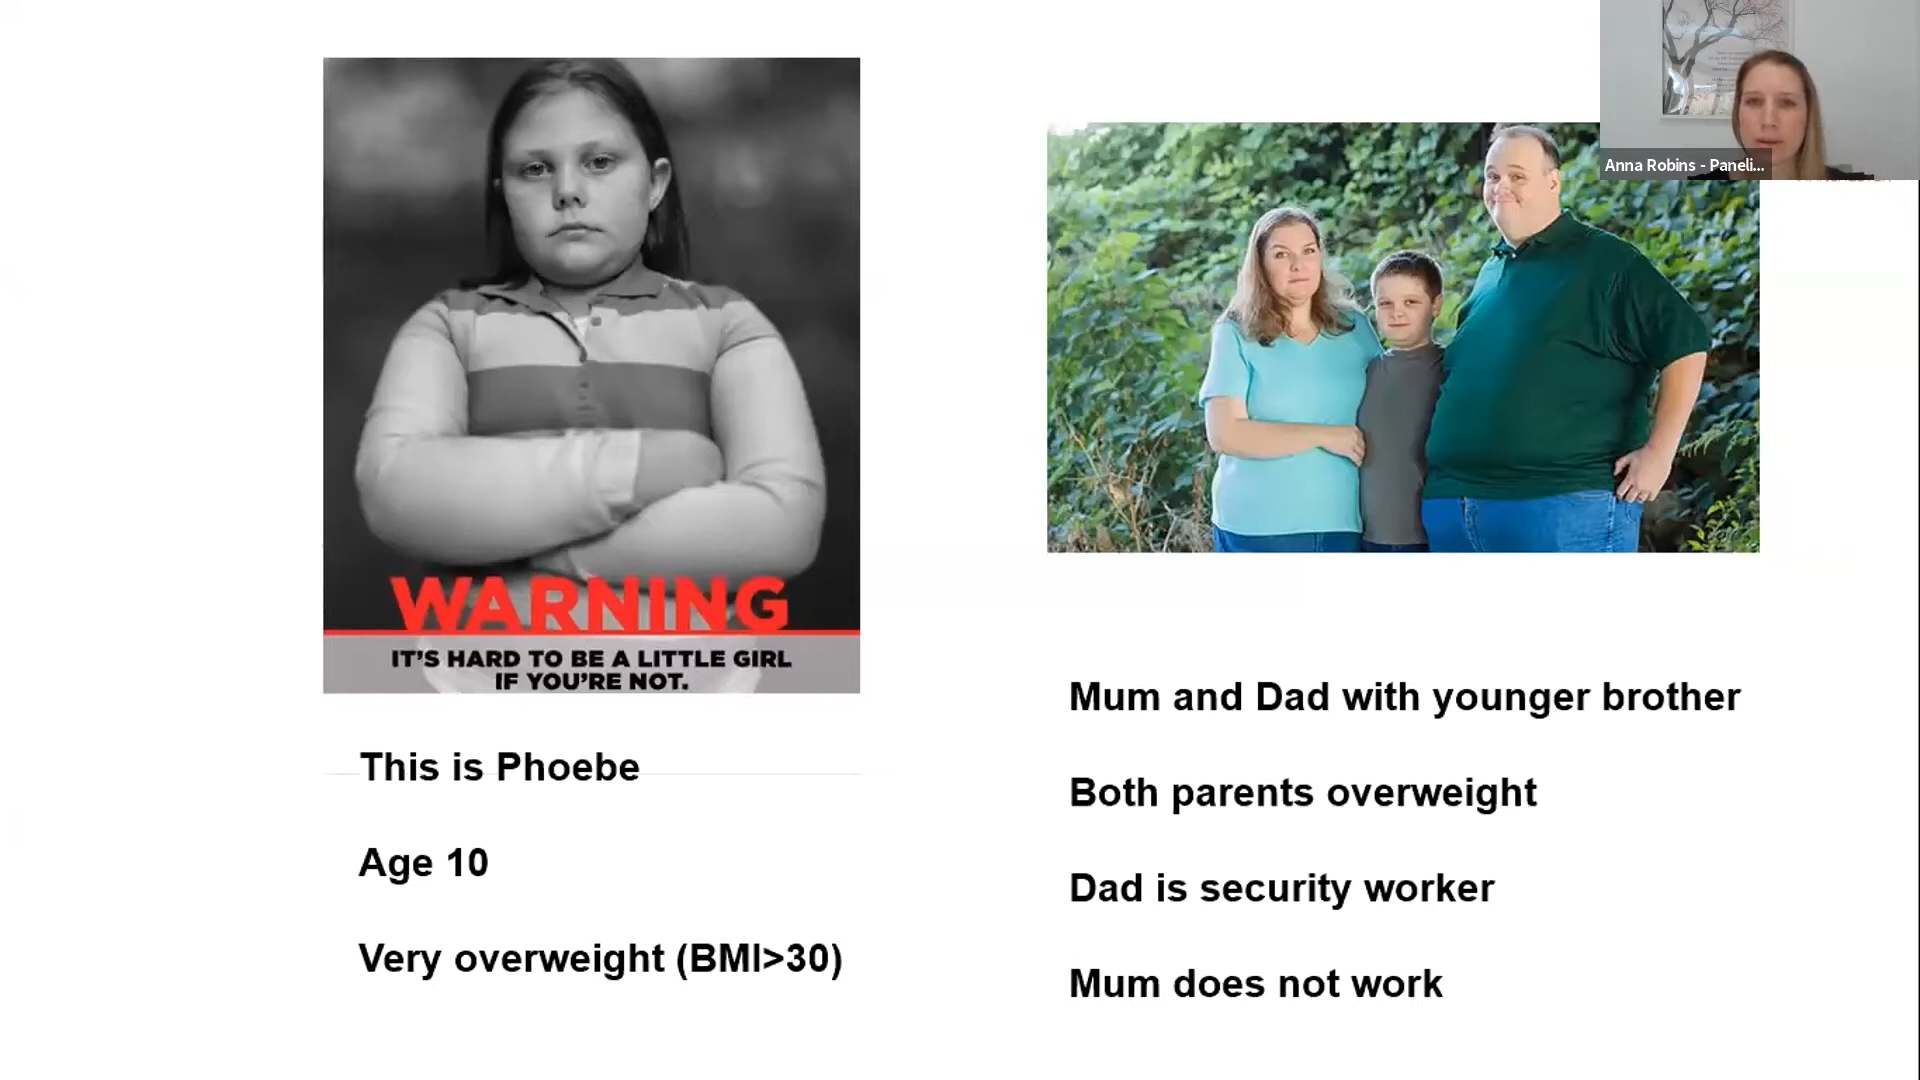 Anna Robins - Paneli...
WARNING
IT'S HARD TO BE A LITTLE GIRL
IF YOU'RE NOT.
This is Phoebe
Age 10
Very overweight (BMI>30)
Mum and Dad with younger brother
Both parents overweight
Dad is security worker
Mum does not work